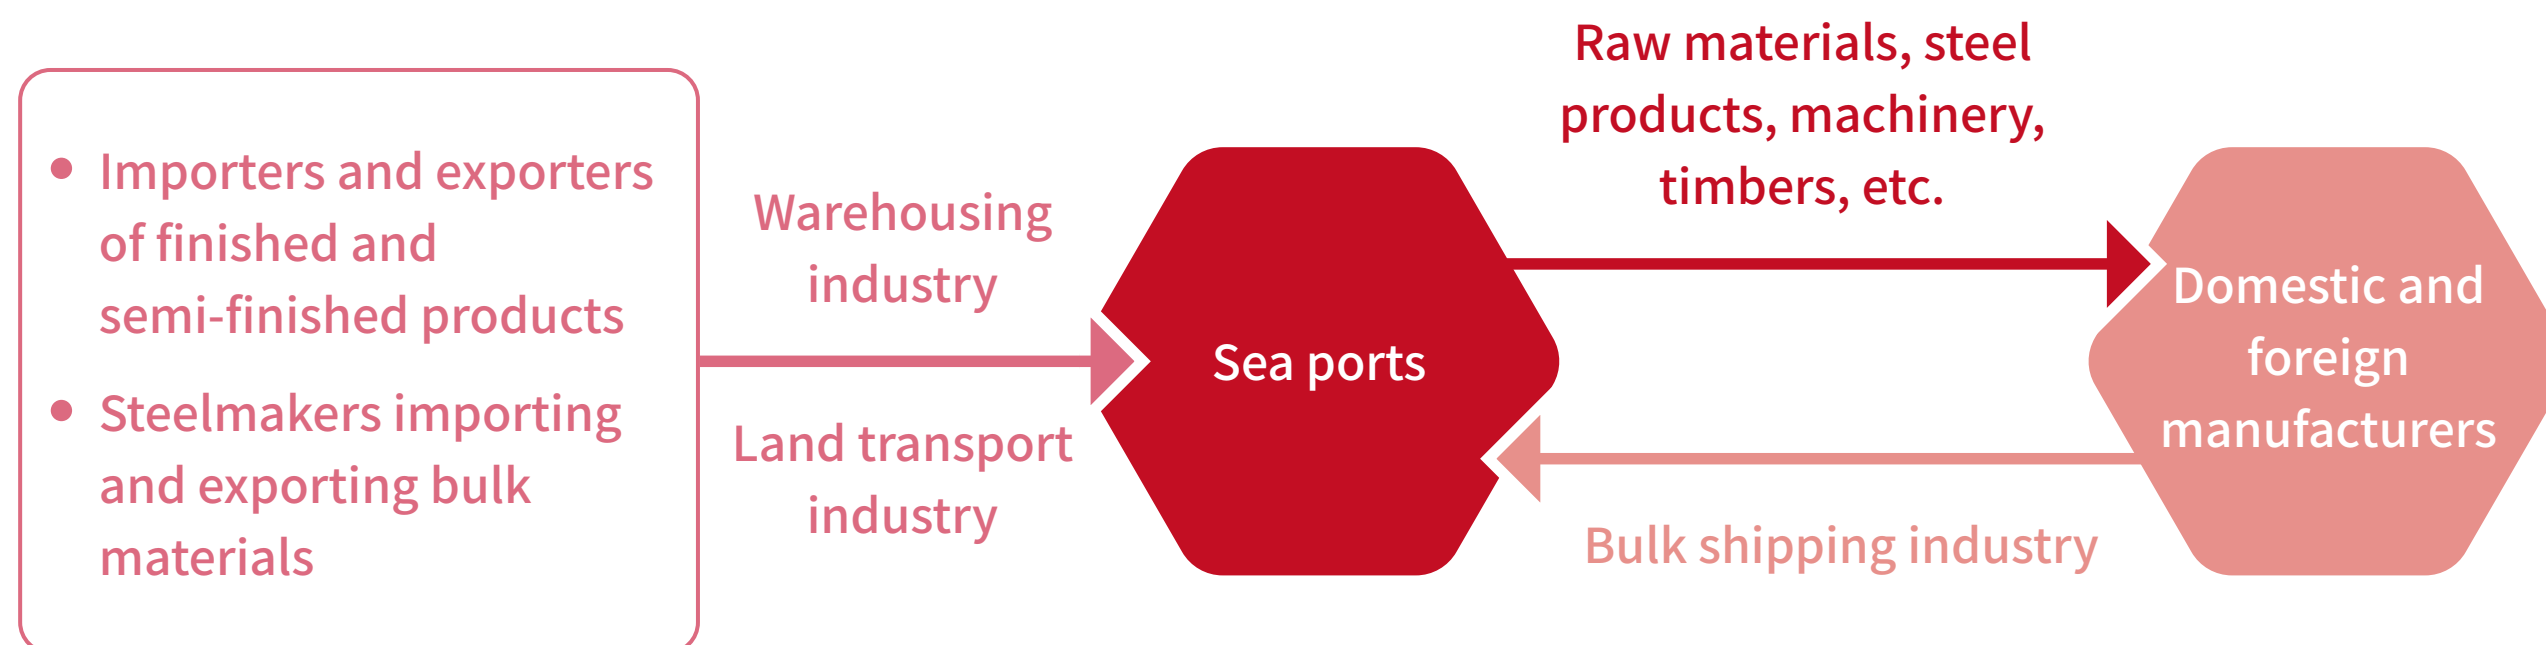 Importers and exporters
of finished and
semi-finished products
Steelmakers importing
and exporting bulk
materials
Warehousing
industry
Land transport
industry
Sea ports
Raw materials, steel
products, machinery,
timbers, etc.
Bulk shipping industry
Domestic and
foreign
manufacturers